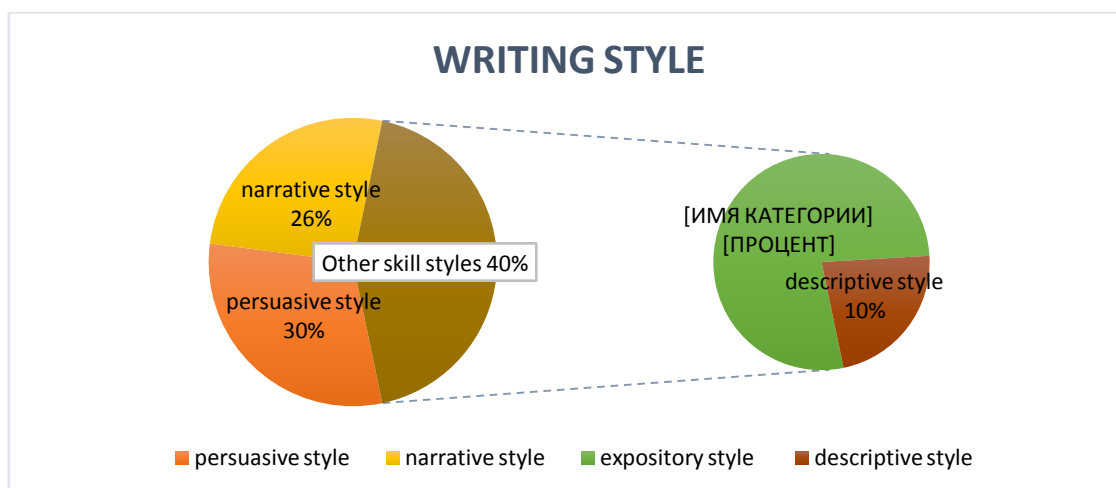 WRITING STYLE
narrative style
26%
Other skill styles 40%
persuasive style
30%
[ИМЯ КАТЕГОРИИ]
[ПРОЦЕНТ]
descriptive style
10%
persuasive style
narrative style
expository style
descriptive style